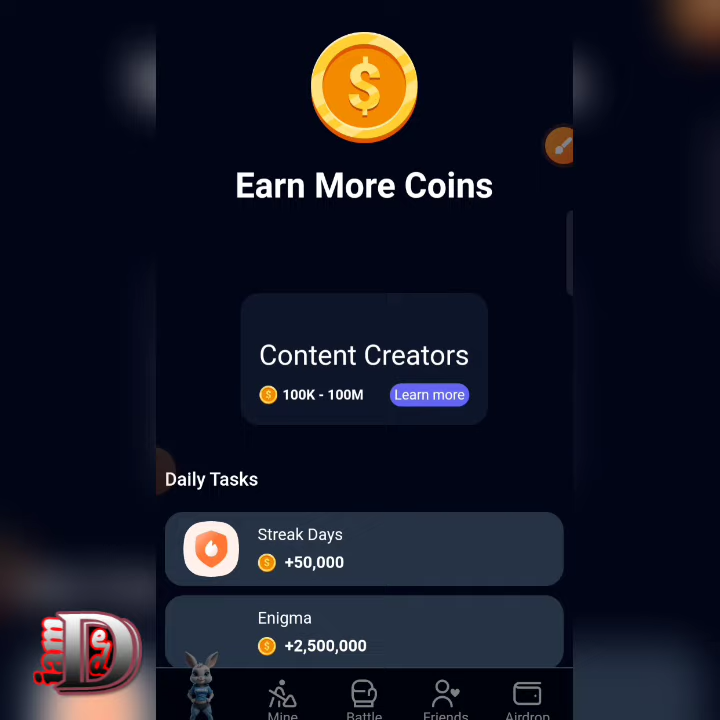 Earn More Coins
Content Creators
100K - 100M
Learn more
Daily Tasks
Streak Days
+50,000
Enigma
+2,500,000
Mine
Battle
Friends
Airdrop